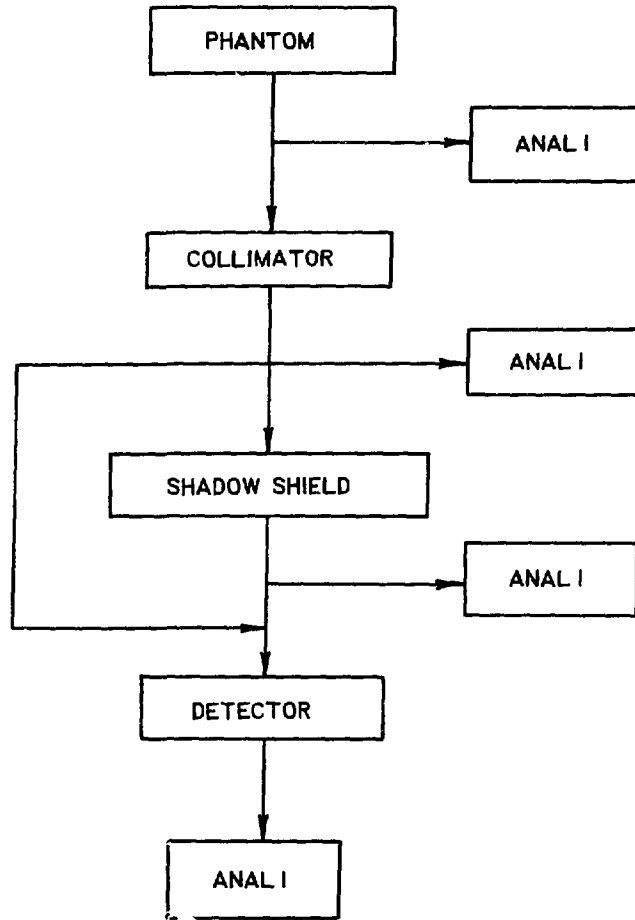 PHANTOM
ANAL I
COLLIMATOR
ANAL I
SHADOW SHIELD
ANAL I
DETECTOR
ANAL I